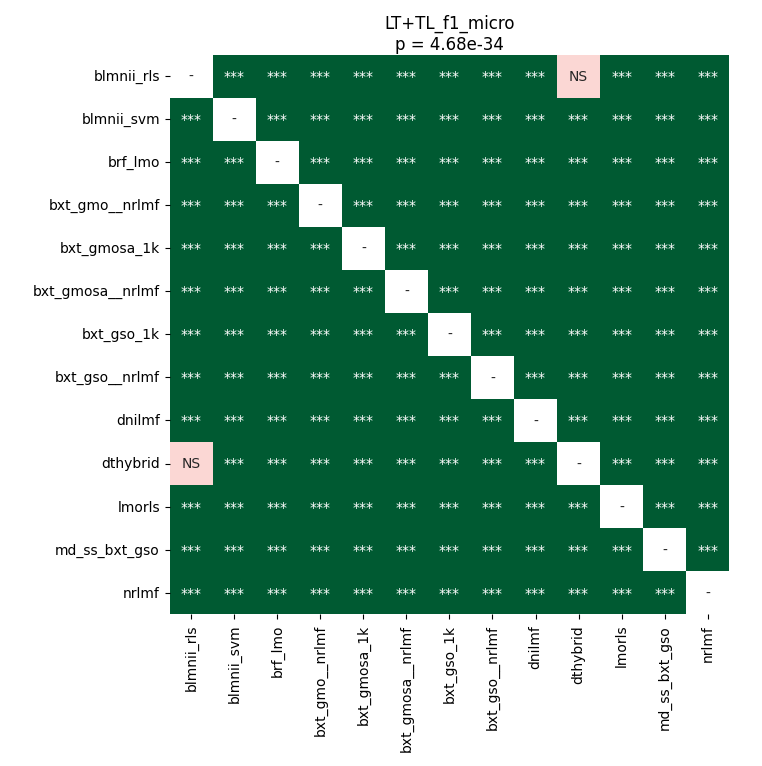 LT+TL_f1_micro
p = 4.68e-34
blmnii_rls - *** *** *** *** *** *** *** *** NS *** *** ***
blmnii_svm *** - *** *** *** *** *** *** *** *** *** *** ***
brf_lmo *** *** - *** *** *** *** *** *** *** *** *** ***
bxt_gmo__nrlmf *** *** *** - *** *** *** *** *** *** *** *** ***
bxt_gmosa_1k *** *** *** *** - *** *** *** *** *** *** *** ***
bxt_gmosa__nrlmf *** *** *** *** *** - *** *** *** *** *** *** ***
bxt_gso_1k *** *** *** *** *** *** - *** *** *** *** *** ***
bxt_gso__nrlmf *** *** *** *** *** *** *** - *** *** *** *** ***
dnilmf *** *** *** *** *** *** *** *** - *** *** *** ***
dthybrid NS *** *** *** *** *** *** *** *** - *** *** ***
lmorls *** *** *** *** *** *** *** *** *** *** - *** ***
md_ss_bxt_gso *** *** *** *** *** *** *** *** *** *** *** - ***
nrlmf *** *** *** *** *** *** *** *** *** *** *** *** -
blmnii_rls
blmnii_svm
brf_lmo
bxt_gmo__nrlmf
bxt_gmosa_1k
bxt_gmosa__nrlmf
bxt_gso_1k
bxt_gso__nrlmf
dnilmf
dthybrid
lmorls
md_ss_bxt_gso
nrlmf